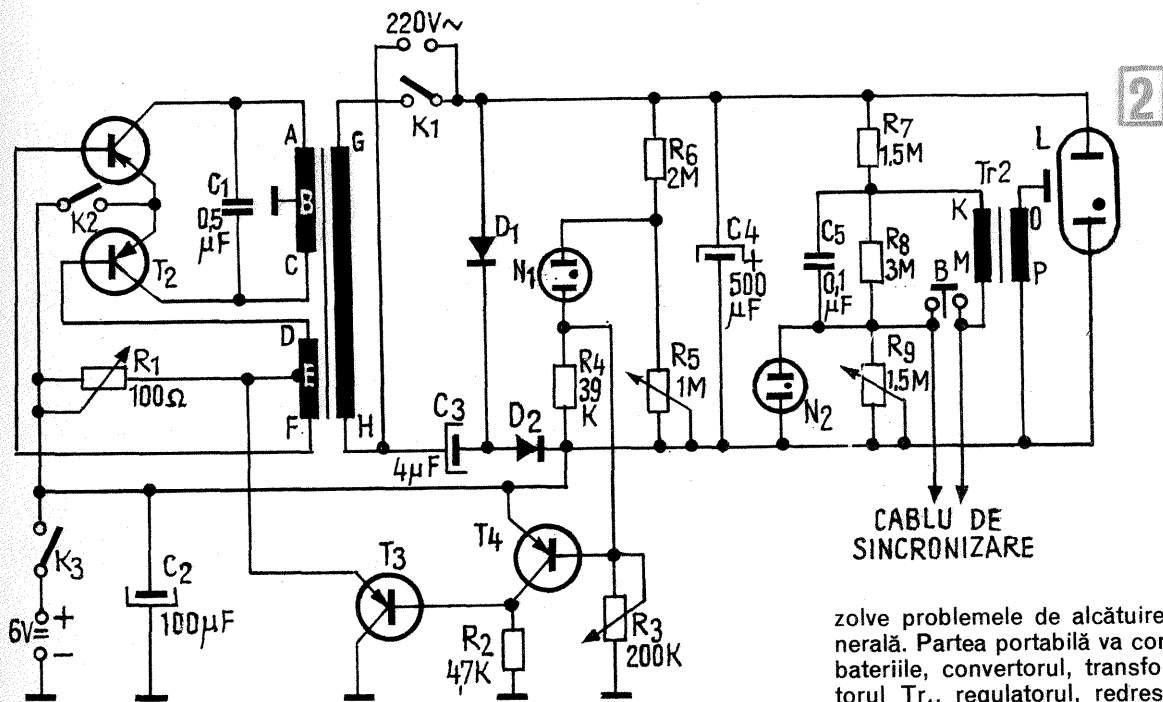 220V~
2
K1
A
G
B
C
D
E
F
H
K2
T2
C1
0,5
µF
R1
100Ω
D1
N1
R6
2M
C4
+
500
µF
R7
1,5M
C5
0,1
µF
R8
3M
Tr2
K
M
O
P
L
B
R4
39
K
R5
1M
N2
R9
1,5M
C3
4µF
D2
K3
6V=
+
−
C2
100µF
T3
T4
R2
4,7K
R3
200K
CABLU DE
SINCRONIZARE
zolve problemele de alcătuire
nerală. Partea portabilă va
bateriile, convertorul,
regulatorul,